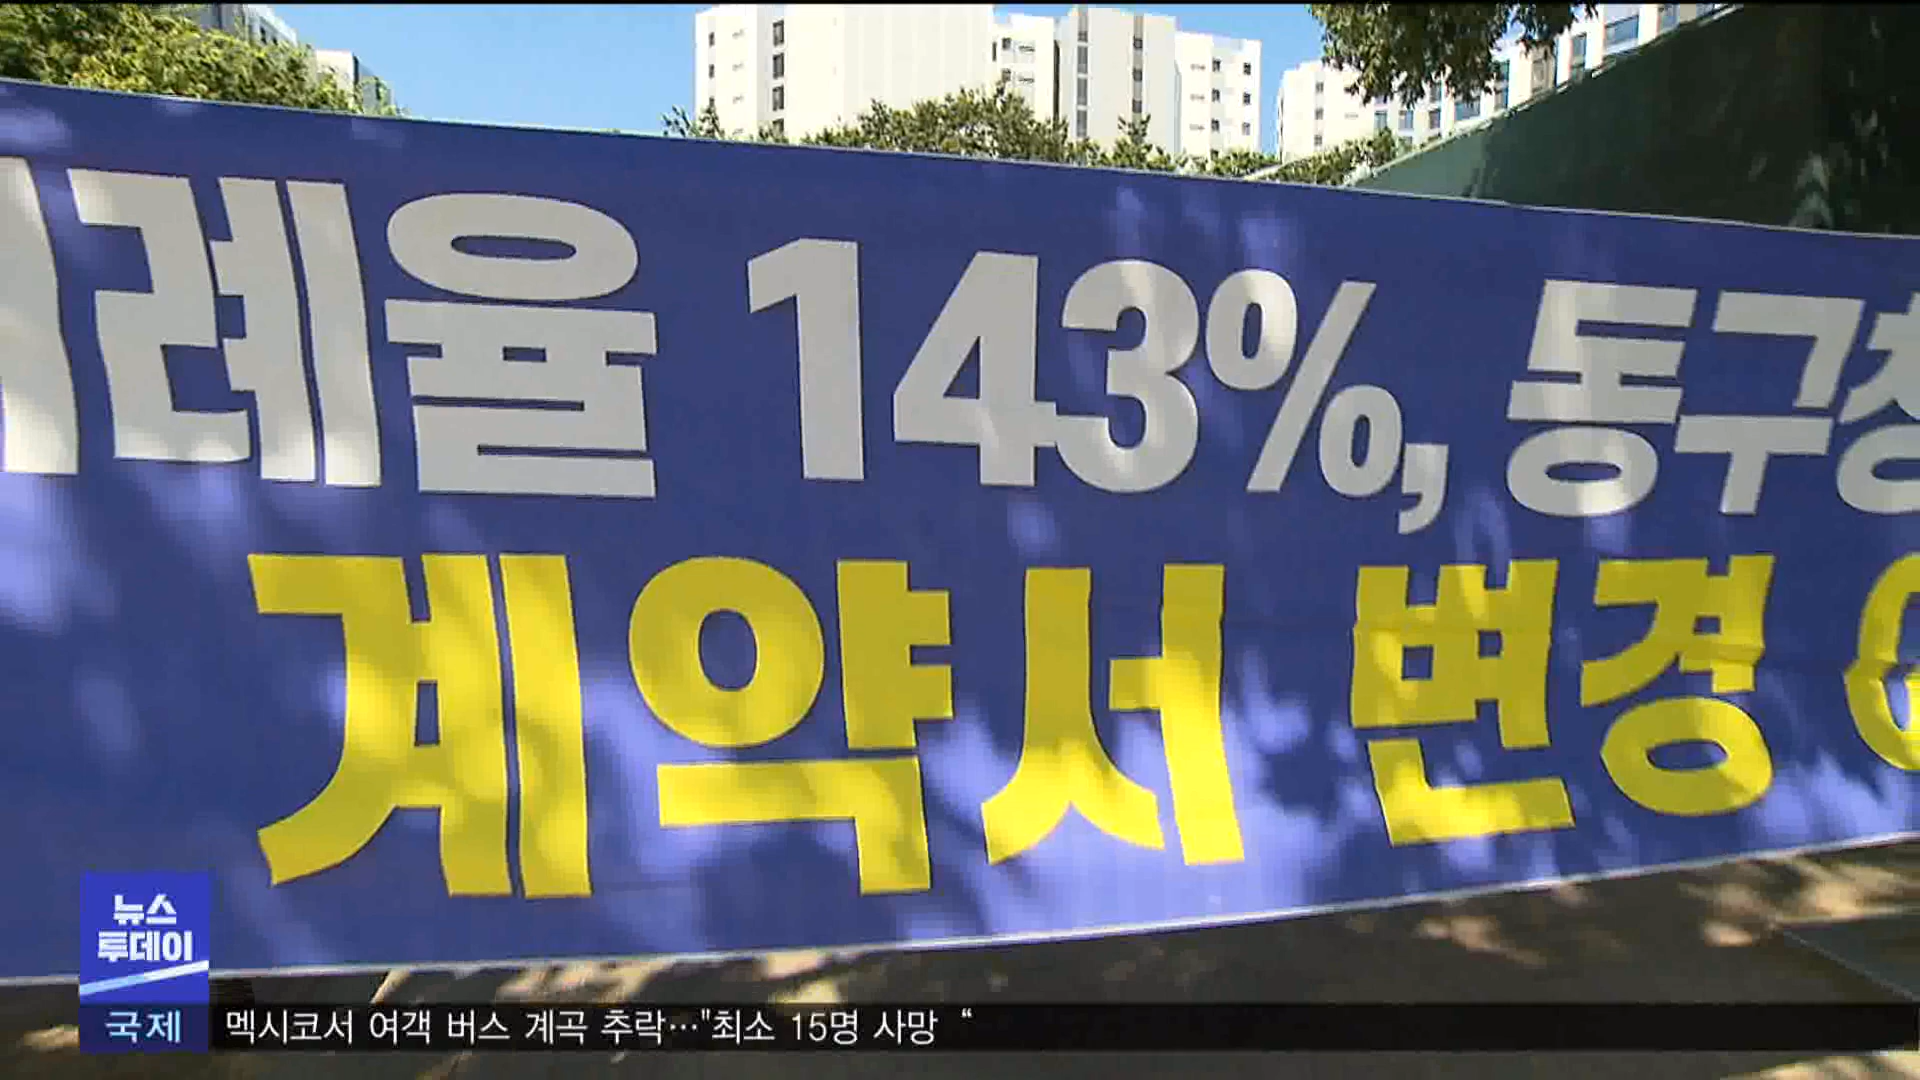 례율 143%, 동구청
계약서 변경
뉴스
투데이
국제 멕시코서 여객 버스 계곡 추락…"최소 15명 사망 "